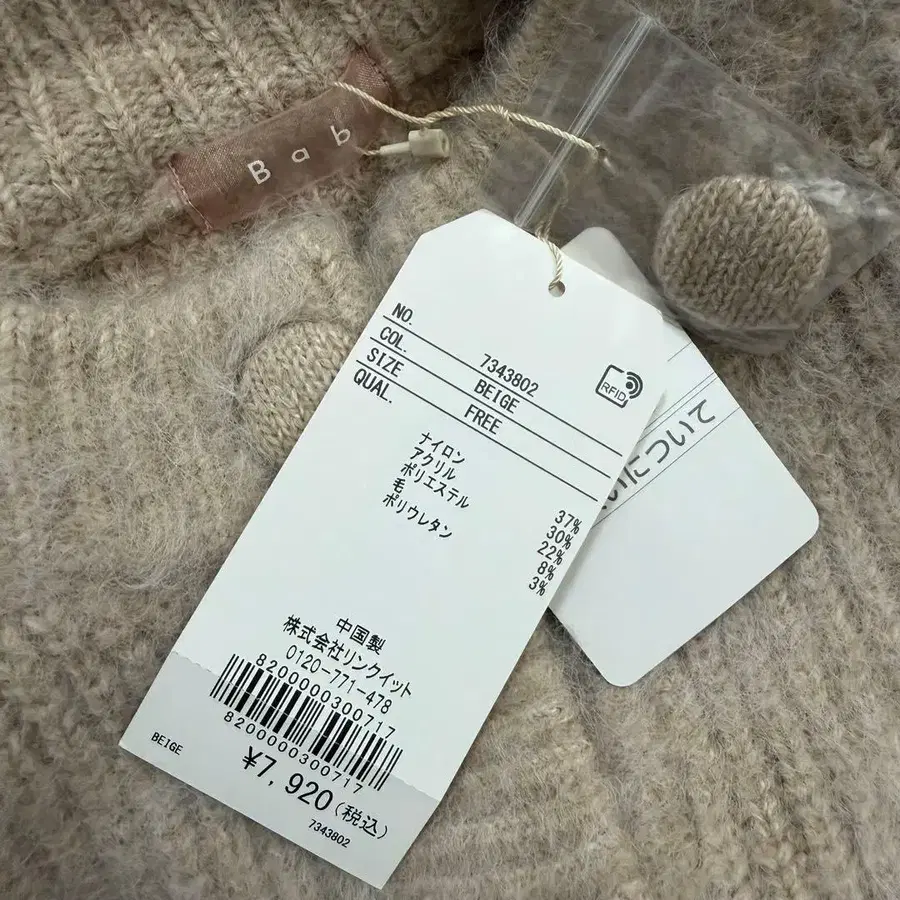 Bab
NO. 7343802
COL. BEIGE
SIZE FREE
QUAL.
RFID
ナイロン 37%
アクリル 30%
ポリエステル 22%
毛 8%
ポリウレタン 3%
中国製
株式会社リンクイット
0120-771-478
8200000300717
8200000300717
BEIGE
¥7,920(税込)
7343802
いについて